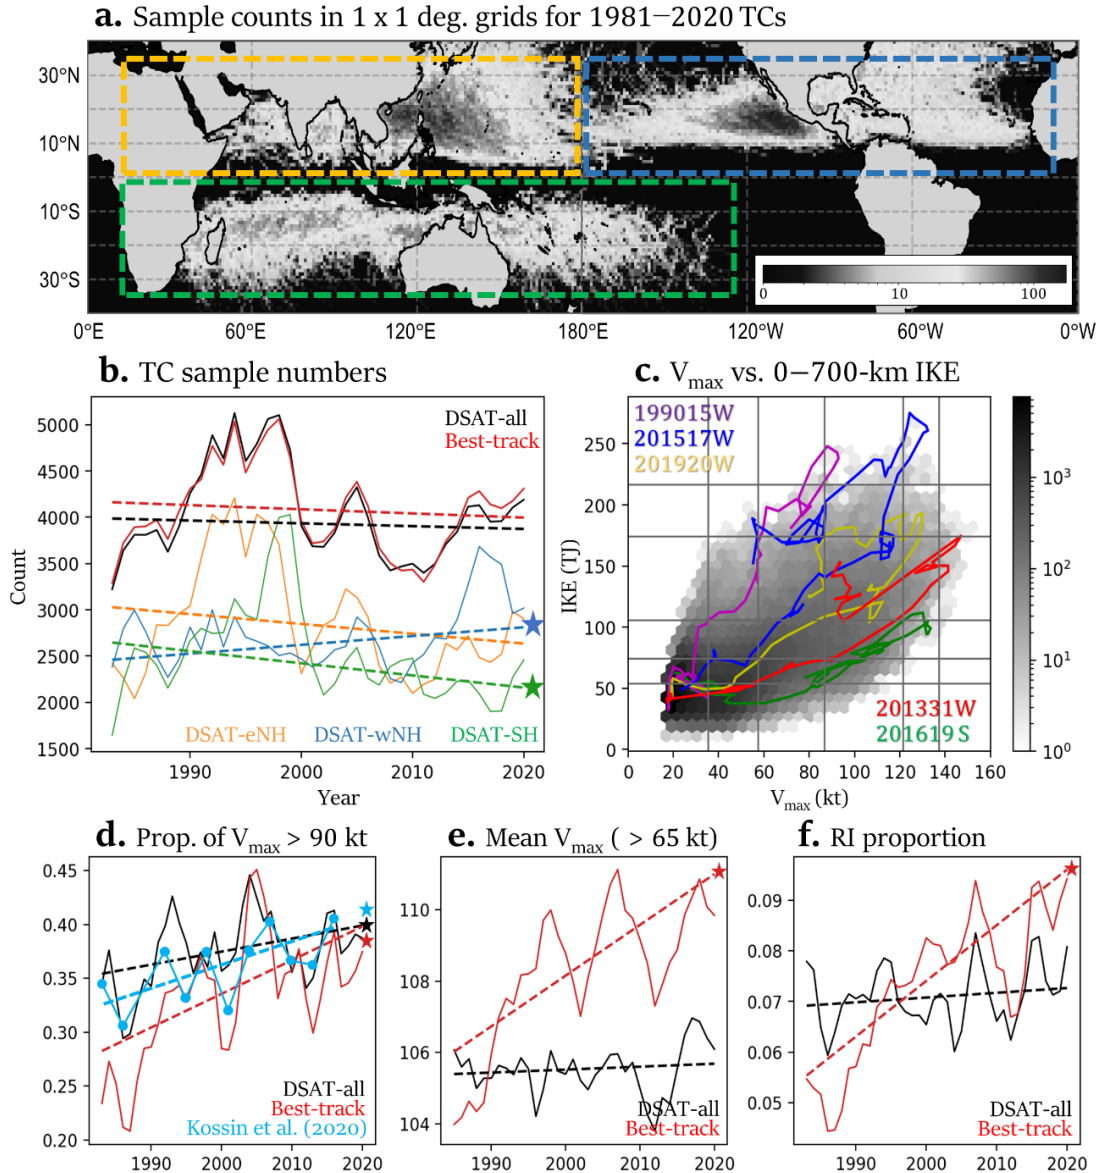 a. Sample counts in 1 x 1 deg. grids for 1981−2020 TCs
30°N
10°N
10°S
30°S
0 10 100
0°E 60°E 120°E 180°E 120°W 60°W 0°W
b. TC sample numbers
DSAT-all
Best-track
5000
4500
4000
3500
3000
2500
2000
1500
Count
DSAT-eNH DSAT-wNH DSAT-SH
1990 2000 2010 2020
Year
c. Vmax vs. 0−700-km IKE
199015W
201517W
201920W
250
200
150
100
50
0
IKE (TJ)
201331W
201619S
10³
10²
10¹
10⁰
0 20 40 60 80 100 120 140 160
Vmax (kt)
d. Prop. of Vmax > 90 kt
0.45
0.40
0.35
0.30
0.25
0.20
DSAT-all
Best-track
Kossin et al. (2020)
1990 2000 2010 2020
e. Mean Vmax ( > 65 kt)
110
108
106
104
DSAT-all
Best-track
1990 2000 2010 2020
f. RI proportion
0.09
0.08
0.07
0.06
0.05
DSAT-all
Best-track
1990 2000 2010 2020